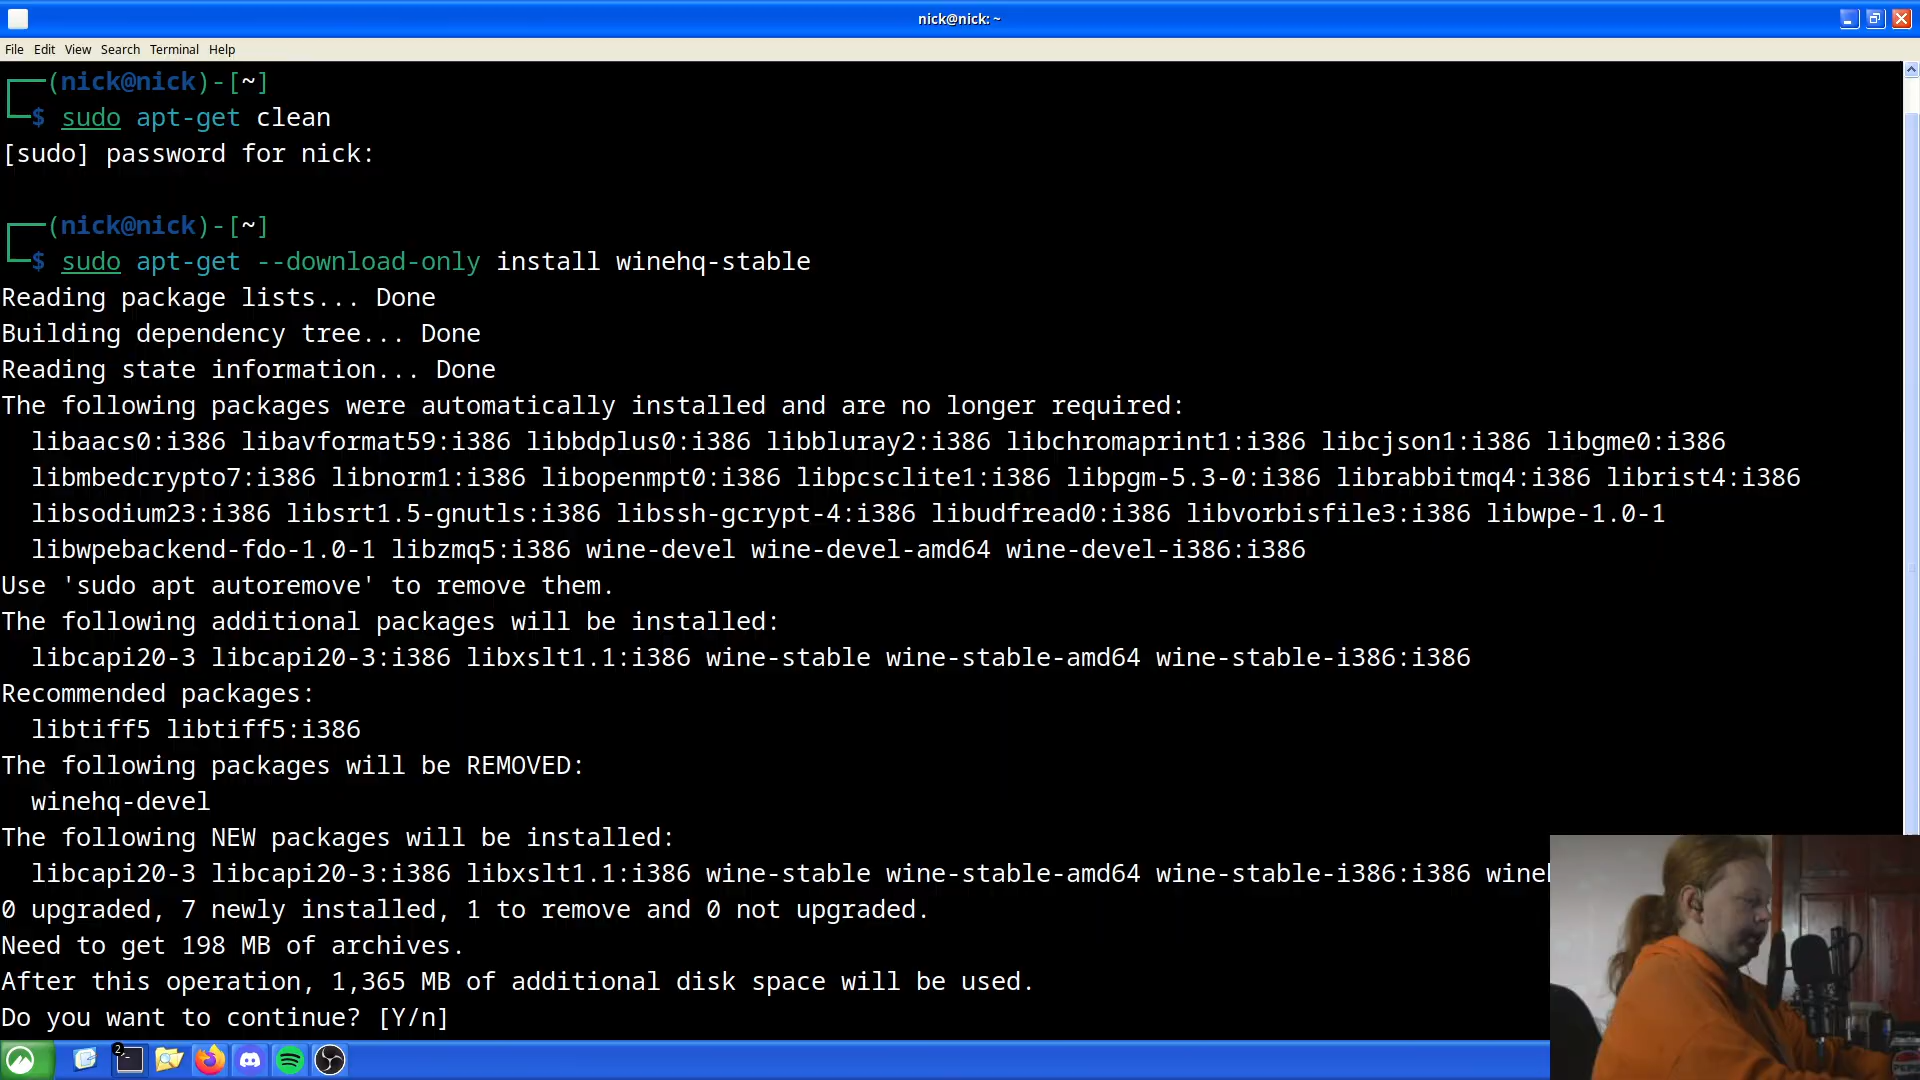 nick@nick: ~
File Edit View Search Terminal Help
(nick@nick)-[~]
$ sudo apt-get clean
[sudo] password for nick:
(nick@nick)-[~]
$ sudo apt-get --download-only install winehq-stable
Reading package lists... Done
Building dependency tree... Done
Reading state information... Done
The following packages were automatically installed and are no longer required:
libaacs0:i386 libavformat59:i386 libbdplus0:i386 libbluray2:i386 libchromaprint1:i386 libcjson1:i386 libgme0:i386
libmbedcrypto7:i386 libnorm1:i386 libopenmpt0:i386 libpcsclite1:i386 libpgm-5.3-0:i386 librabbitmq4:i386 librist4:i386
libsodium23:i386 libsrt1.5-gnutls:i386 libssh-gcrypt-4:i386 libudfread0:i386 libvorbisfile3:i386 libwpe-1.0-1
libwpebackend-fdo-1.0-1 libzmq5:i386 wine-devel wine-devel-amd64 wine-devel-i386:i386
Use 'sudo apt autoremove' to remove them.
The following additional packages will be installed:
libcapi20-3 libcapi20-3:i386 libxslt1.1:i386 wine-stable wine-stable-amd64 wine-stable-i386:i386
Recommended packages:
libtiff5 libtiff5:i386
The following packages will be REMOVED:
winehq-devel
The following NEW packages will be installed:
libcapi20-3 libcapi20-3:i386 libxslt1.1:i386 wine-stable wine-stable-amd64 wine-stable-i386:i386
0 upgraded, 7 newly installed, 1 to remove and 0 not upgraded.
Need to get 198 MB of archives.
After this operation, 1,365 MB of additional disk space will be used.
Do you want to continue? [Y/n]
2